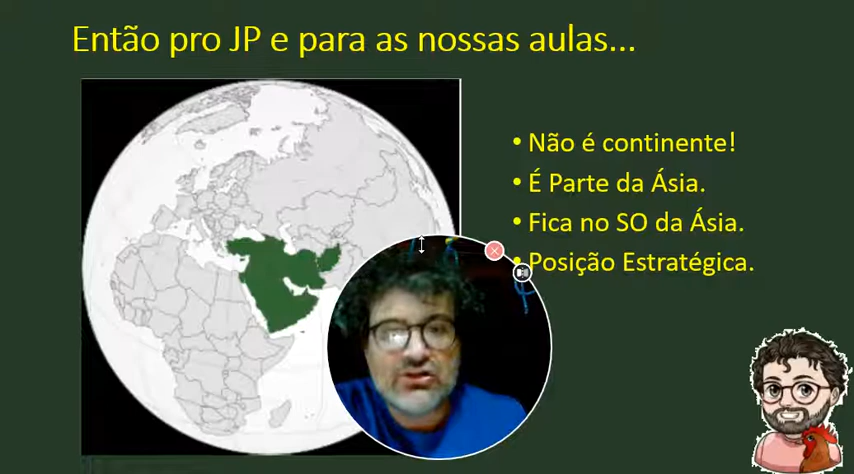 Então pro JP e para as nossas aulas...
• Não é continente!
• É Parte da Ásia.
• Fica no SO da Ásia.
• Posição Estratégica.